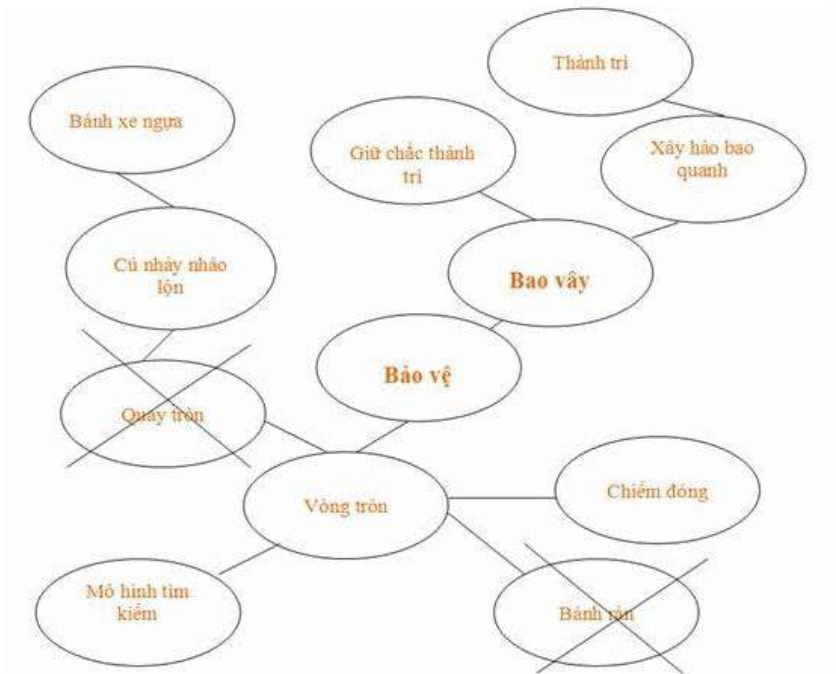 Thành trì
Bánh xe ngựa
Giữ chắc thành
trì
Xây hào bao
quanh
Cú nhảy nhào
lộn
Bao vây
Bảo vệ
Quay tròn
Vòng tròn
Chiếm đóng
Mô hình tìm
kiếm
Bánh rán